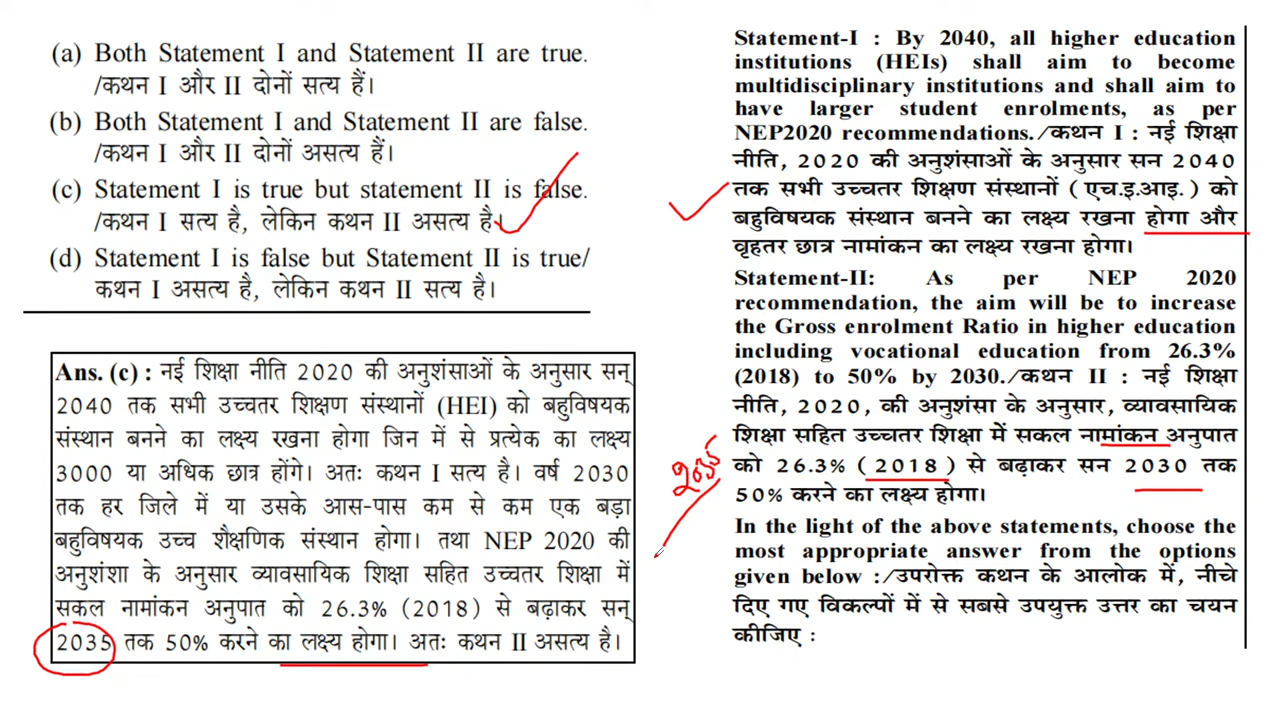 (a) Both Statement I and Statement II are true.
/कथन I और II दोनों सत्य हैं।
(b) Both Statement I and Statement II are false.
/कथन I और II दोनों असत्य हैं।
(c) Statement I is true but statement II is false.
/कथन I सत्य है, लेकिन कथन II असत्य है।
(d) Statement I is false but Statement II is true/
कथन I असत्य है, लेकिन कथन II सत्य है।
Ans. (c) : नई शिक्षा नीति 2020 की अनुशंसाओं के अनुसार सन्
2040 तक सभी उच्चतर शिक्षण संस्थानों (HEI) को बहुविषयक
संस्थान बनने का लक्ष्य रखना होगा जिन में से प्रत्येक का लक्ष्य
3000 या अधिक छात्र होंगे। अतः कथन I सत्य है। वर्ष 2030
तक हर जिले में या उसके आस-पास कम से कम एक बड़ा
बहुविषयक उच्च शैक्षणिक संस्थान होगा। तथा NEP 2020 की
अनुशंशा के अनुसार व्यावसायिक शिक्षा सहित उच्चतर शिक्षा में
सकल नामांकन अनुपात को 26.3% (2018) से बढ़ाकर सन्
2035 तक 50% करने का लक्ष्य होगा। अतः कथन II असत्य है।
Statement-I : By 2040, all higher education
institutions (HEIs) shall aim to become
multidisciplinary institutions and shall aim to
have larger student enrolments, as per
NEP2020 recommendations./कथन I : नई शिक्षा
नीति, 2020 की अनुशंसाओं के अनुसार सन 2040
तक सभी उच्चतर शिक्षण संस्थानों (एच.इ.आइ.) को
बहुविषयक संस्थान बनने का लक्ष्य रखना होगा और
वृहतर छात्र नामांकन का लक्ष्य रखना होगा।
Statement-II: As per NEP 2020
recommendation, the aim will be to increase
the Gross enrolment Ratio in higher education
including vocational education from 26.3%
(2018) to 50% by 2030./कथन II : नई शिक्षा
नीति, 2020, की अनुशंसा के अनुसार, व्यावसायिक
शिक्षा सहित उच्चतर शिक्षा में सकल नामांकन अनुपात
को 26.3% (2018) से बढ़ाकर सन 2030 तक
50% करने का लक्ष्य होगा।
2035
In the light of the above statements, choose the
most appropriate answer from the options
given below :/उपरोक्त कथन के आलोक में, नीचे
दिए गए विकल्पों में से सबसे उपयुक्त उत्तर का चयन
कीजिए :